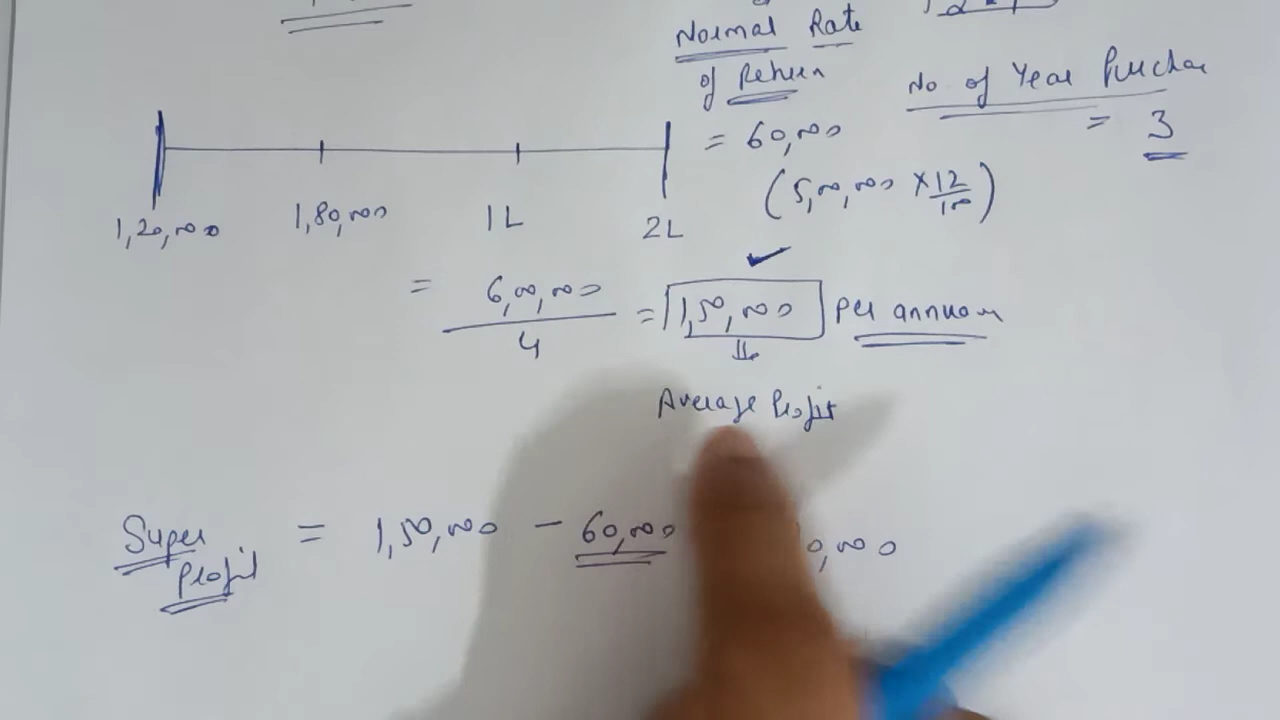 Normal Rate
of Return
= 60,000
(5,00,000 × 12/100)
No. of Year Purchase
= 3
1,20,000 1,80,000 1L 2L
= 6,00,000/4 = 1,50,000 per annum
Average Profit
Super Profit = 1,50,000 - 60,000 0,000